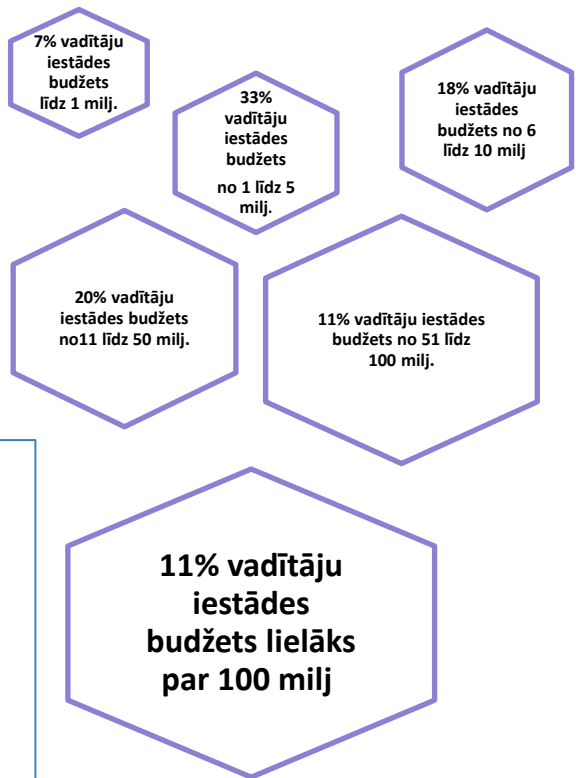 7% vadītāju
iestādes
budžets
līdz 1 milj.
33%
vadītāju
iestādes
budžets
no 1 līdz 5
milj.
18% vadītāju
iestādes
budžets no 6
līdz 10 milj
20% vadītāju
iestādes budžets
no11 līdz 50 milj.
11% vadītāju iestādes
budžets no 51 līdz
100 milj.
11% vadītāju
iestādes
budžets lielāks
par 100 milj